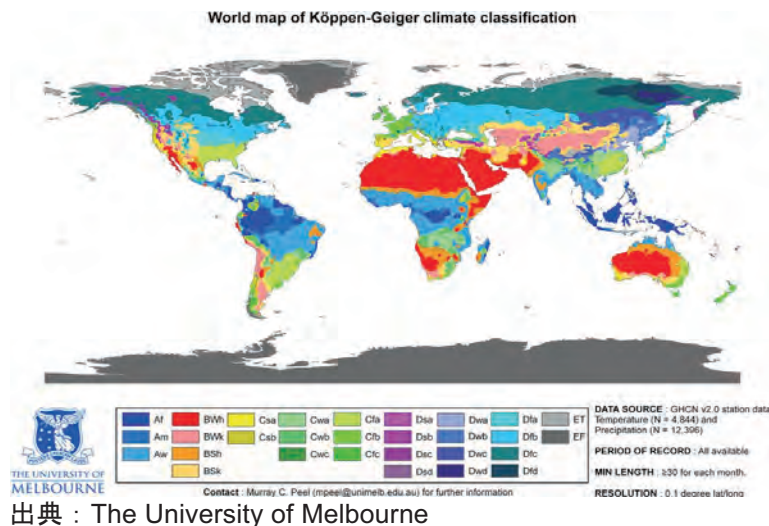 World map of Köppen-Geiger climate classification
THE UNIVERSITY OF
MELBOURNE
Af BWh Csa Cwa Cfa Dsa Dwa Dfa ET
Am BWk Csb Cwb Cfb Dsb Dwb Dfb EF
Aw BSh Cwc Cfc Dsc Dwc Dfc
BSk Dsd Dwd Dfd
Contact : Murray C. Peel (mpeel@unimelb.edu.au) for further information
DATA SOURCE : GHCN v2.0 station data
Temperature (N = 4,844) and
Precipitation (N = 12,396)
PERIOD OF RECORD : All available
MIN LENGTH : ≥30 for each month.
RESOLUTION : 0.1 degree lat/long
出典：The University of Melbourne